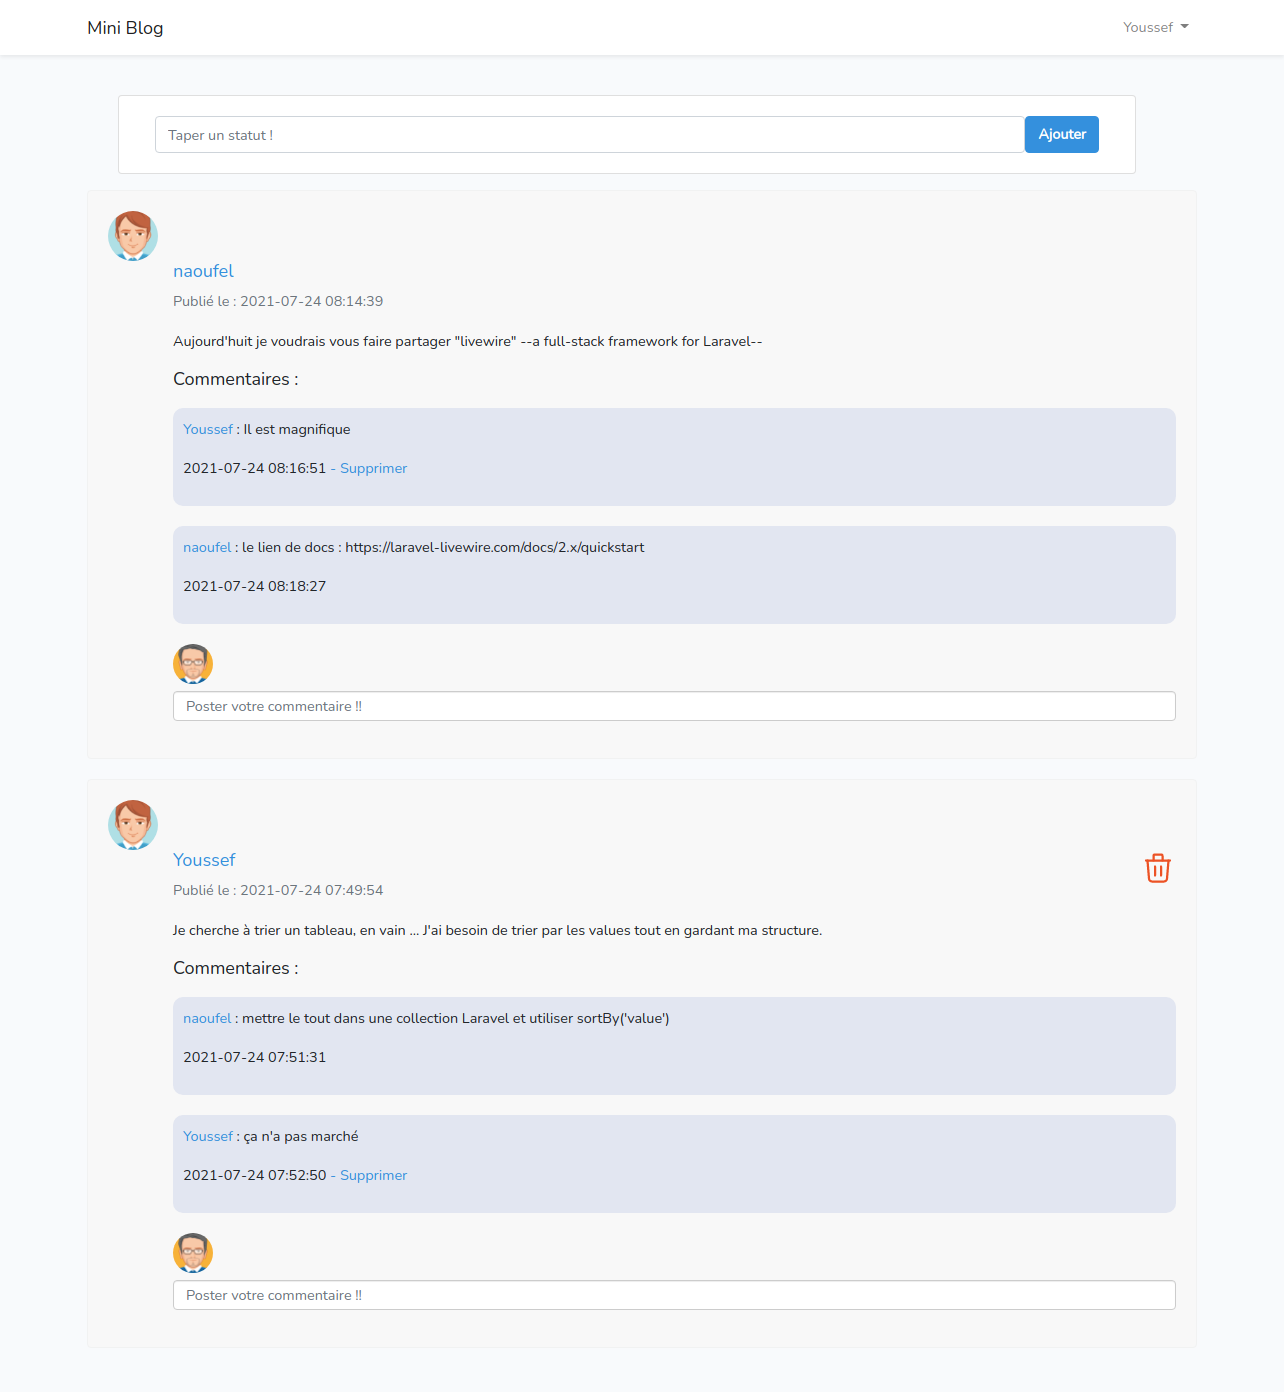 Mini Blog
Youssef
Taper un statut !
Ajouter
naoufel
Publié le : 2021-07-24 08:14:39
Aujourd'huit je voudrais vous faire partager "livewire" --a full-stack framework for Laravel--
Commentaires :
Youssef : Il est magnifique
2021-07-24 08:16:51 - Supprimer
naoufel : le lien de docs : https://laravel-livewire.com/docs/2.x/quickstart
2021-07-24 08:18:27
Poster votre commentaire !!
Youssef
Publié le : 2021-07-24 07:49:54
Je cherche à trier un tableau, en vain ... J'ai besoin de trier par les values tout en gardant ma structure.
Commentaires :
naoufel : mettre le tout dans une collection Laravel et utiliser sortBy('value')
2021-07-24 07:51:31
Youssef : ça n'a pas marché
2021-07-24 07:52:50 - Supprimer
Poster votre commentaire !!